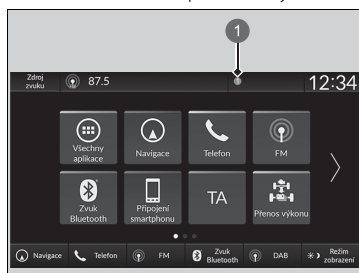 1
Zdroj
zvuku
87.5
12:34
Všechny
aplikace
Navigace
Telefon
FM
Zvuk
Bluetooth
Připojení
smartphonu
TA
Přenos výkonu
Navigace
Telefon
FM
Zvuk
Bluetooth
DAB
Režim
zobrazení